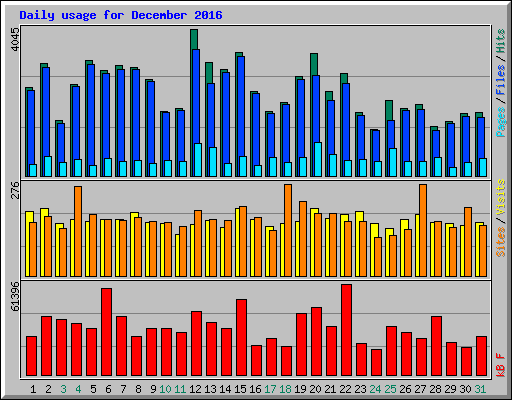 Daily usage for December 2016
4045
Pages / Files / Hits
276
Sites / Visits
61396
kB F
1 2 3 4 5 6 7 8 9 10 11 12 13 14 15 16 17 18 19 20 21 22 23 24 25 26 27 28 29 30 31